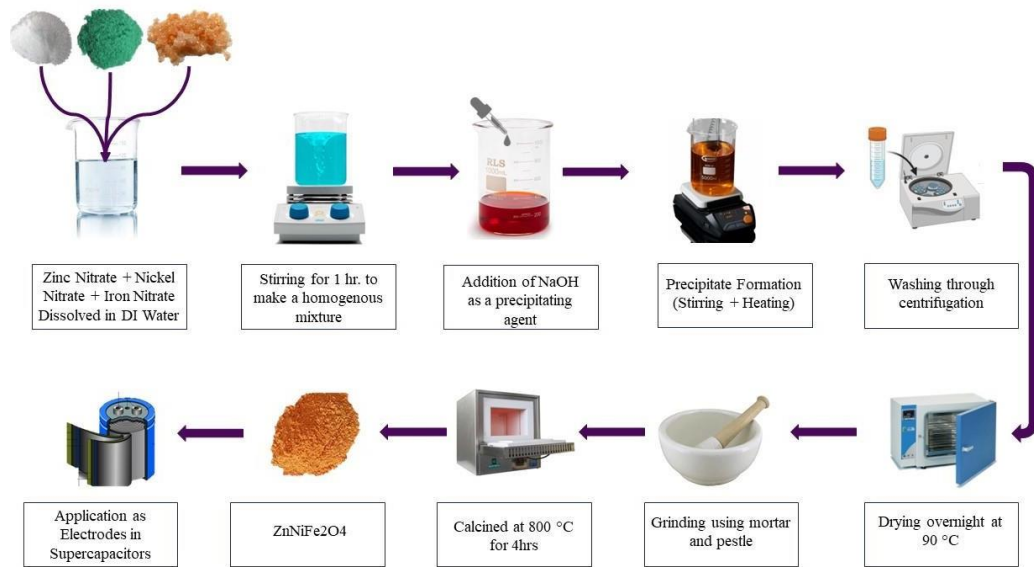 RLS
1000mL
Zinc Nitrate + Nickel
Nitrate + Iron Nitrate
Dissolved in DI Water
Stirring for 1 hr. to
make a homogenous
mixture
Addition of NaOH
as a precipitating
agent
Precipitate Formation
(Stirring + Heating)
Washing through
centrifugation
Application as
Electrodes in
Supercapacitors
ZnNiFe2O4
Calcined at 800 °C
for 4hrs
Grinding using mortar
and pestle
Drying overnight at
90 °C